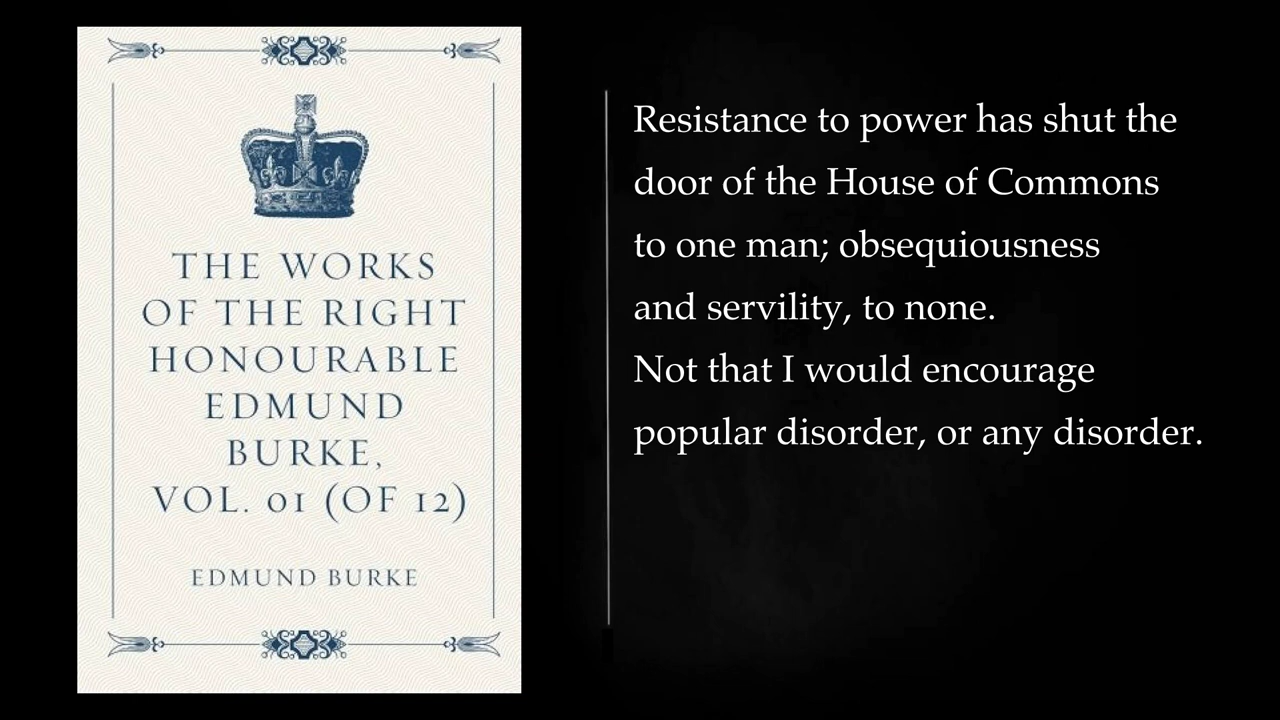 THE WORKS
OF THE RIGHT
HONOURABLE
EDMUND
BURKE,
VOL. 01 (OF 12)
EDMUND BURKE
Resistance to power has shut the
door of the House of Commons
to one man; obsequiousness
and servility, to none.
Not that I would encourage
popular disorder, or any disorder.